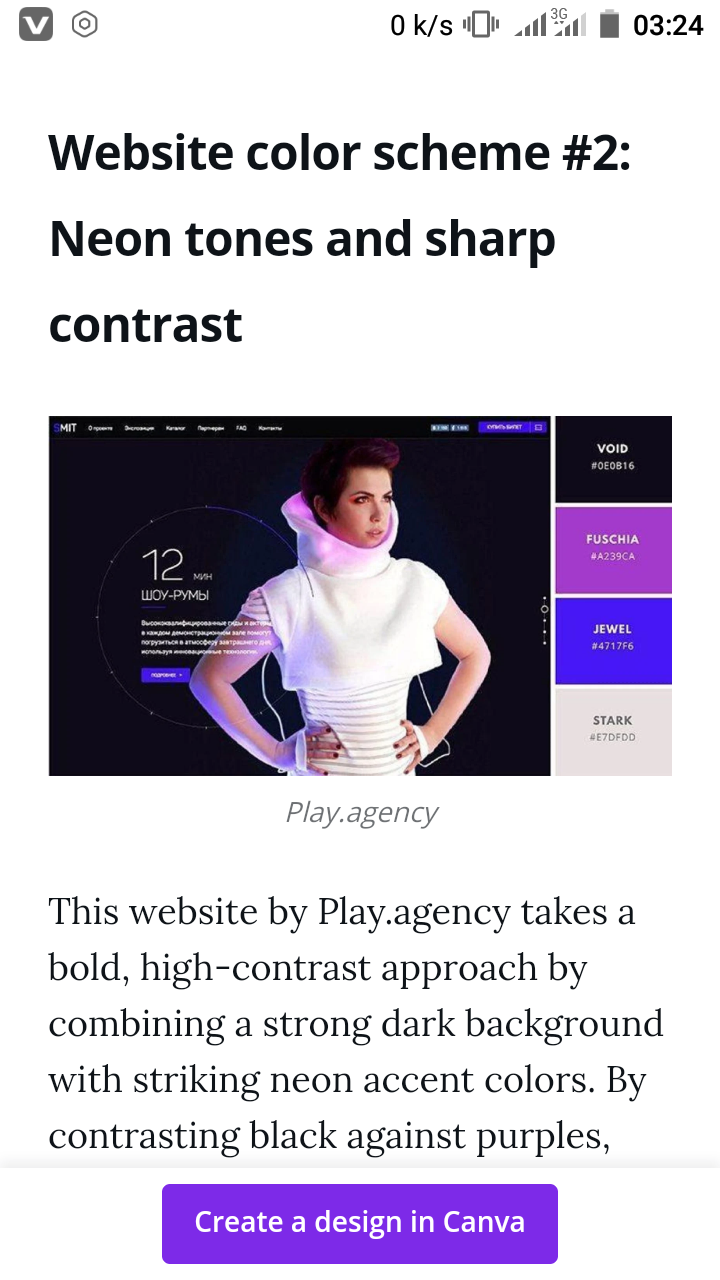 0 k/s
3G
03:24
Website color scheme #2:
Neon tones and sharp
contrast
SMIT
О проекте Экспозиция Каталог Партнерам FAQ Контакты
КУПИТЬ БИЛЕТ
12 МИН
ШОУ-РУМЫ
Высококвалифицированные гиды и
в каждом демонстрационном зале помогут
погрузиться в атмосферу завтрашнего дня,
используя инновационные технологии.
ПОДРОБНЕЕ
VOID
#0E0B16
FUSCHIA
#A239CA
JEWEL
#4717F6
STARK
#E7DFDD
Play.agency
This website by Play.agency takes a
bold, high-contrast approach by
combining a strong dark background
with striking neon accent colors. By
contrasting black against purples,
Create a design in Canva